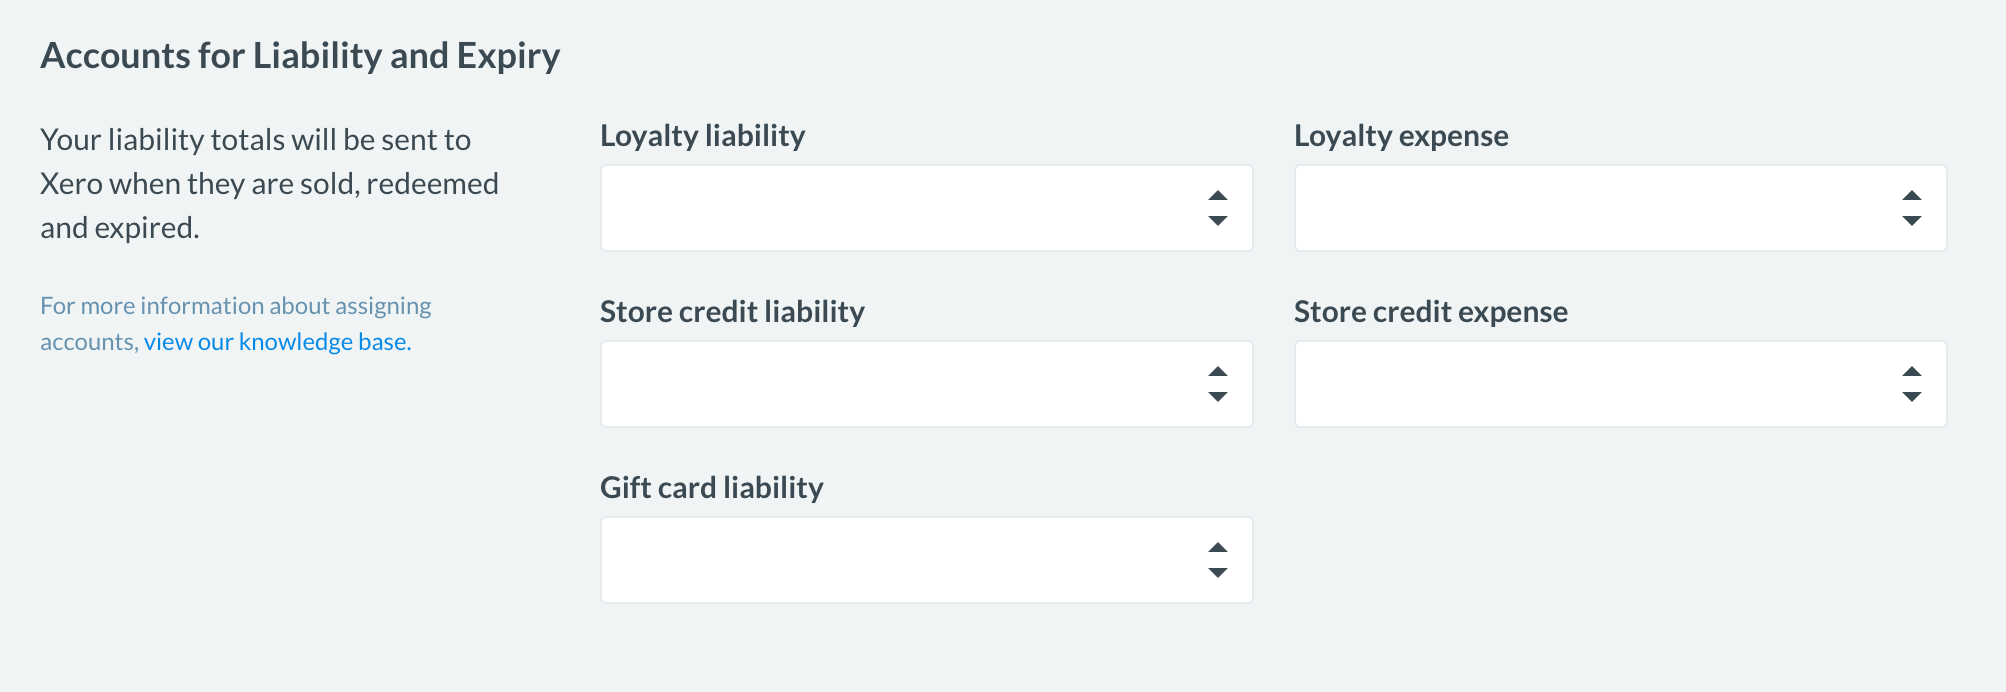 Accounts for Liability and Expiry
Your liability totals will be sent to
Xero when they are sold, redeemed
and expired.
For more information about assigning
accounts, view our knowledge base.
Loyalty liability
Loyalty expense
Store credit liability
Store credit expense
Gift card liability